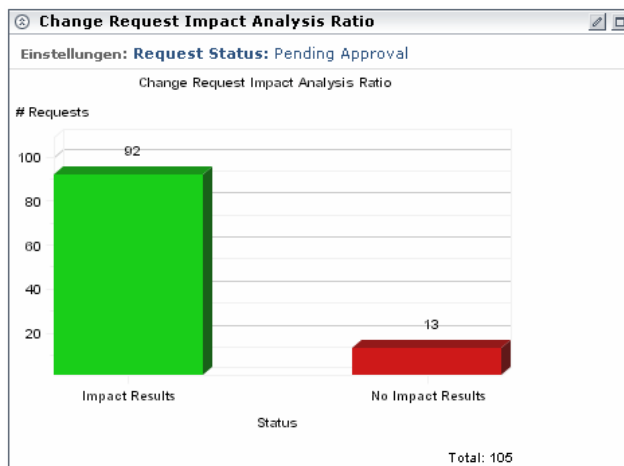 Change Request Impact Analysis Ratio
Einstellungen: Request Status: Pending Approval
Change Request Impact Analysis Ratio
# Requests
92
100
80
60
40
13
20
Impact Results No Impact Results
Status
Total: 105